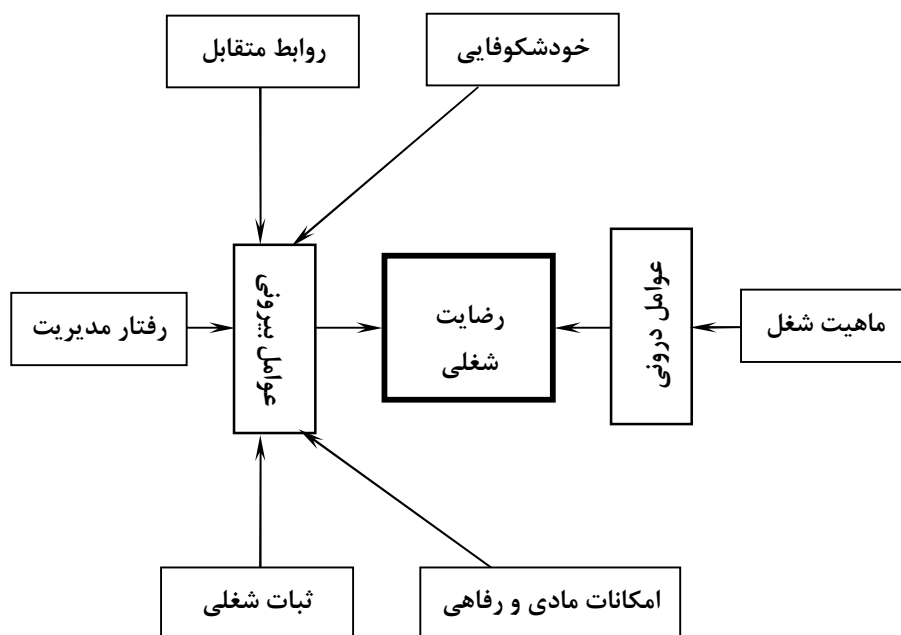 خودشکوفایی
روابط متقابل
عوامل درونی
عوامل بیرونی
رضایت
شغلی
ماهیت شغل
رفتار مدیریت
امکانات مادی و رفاهی
ثبات شغلی